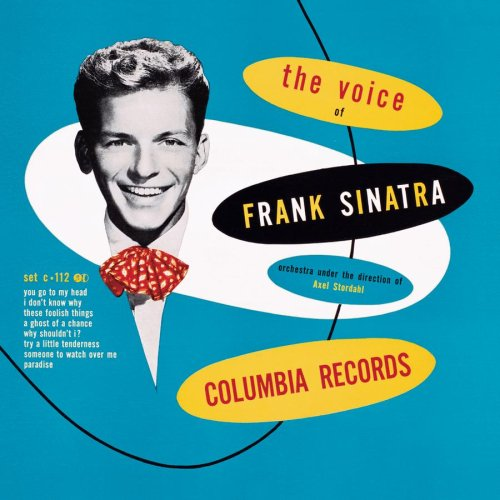 the voice
of
FRANK SINATRA
orchestra under the direction of
Axel Stordahl
COLUMBIA RECORDS
set c•112
you go to my head
i don't know why
these foolish things
a ghost of a chance
why shouldn't i?
try a little tenderness
someone to watch over me
paradise